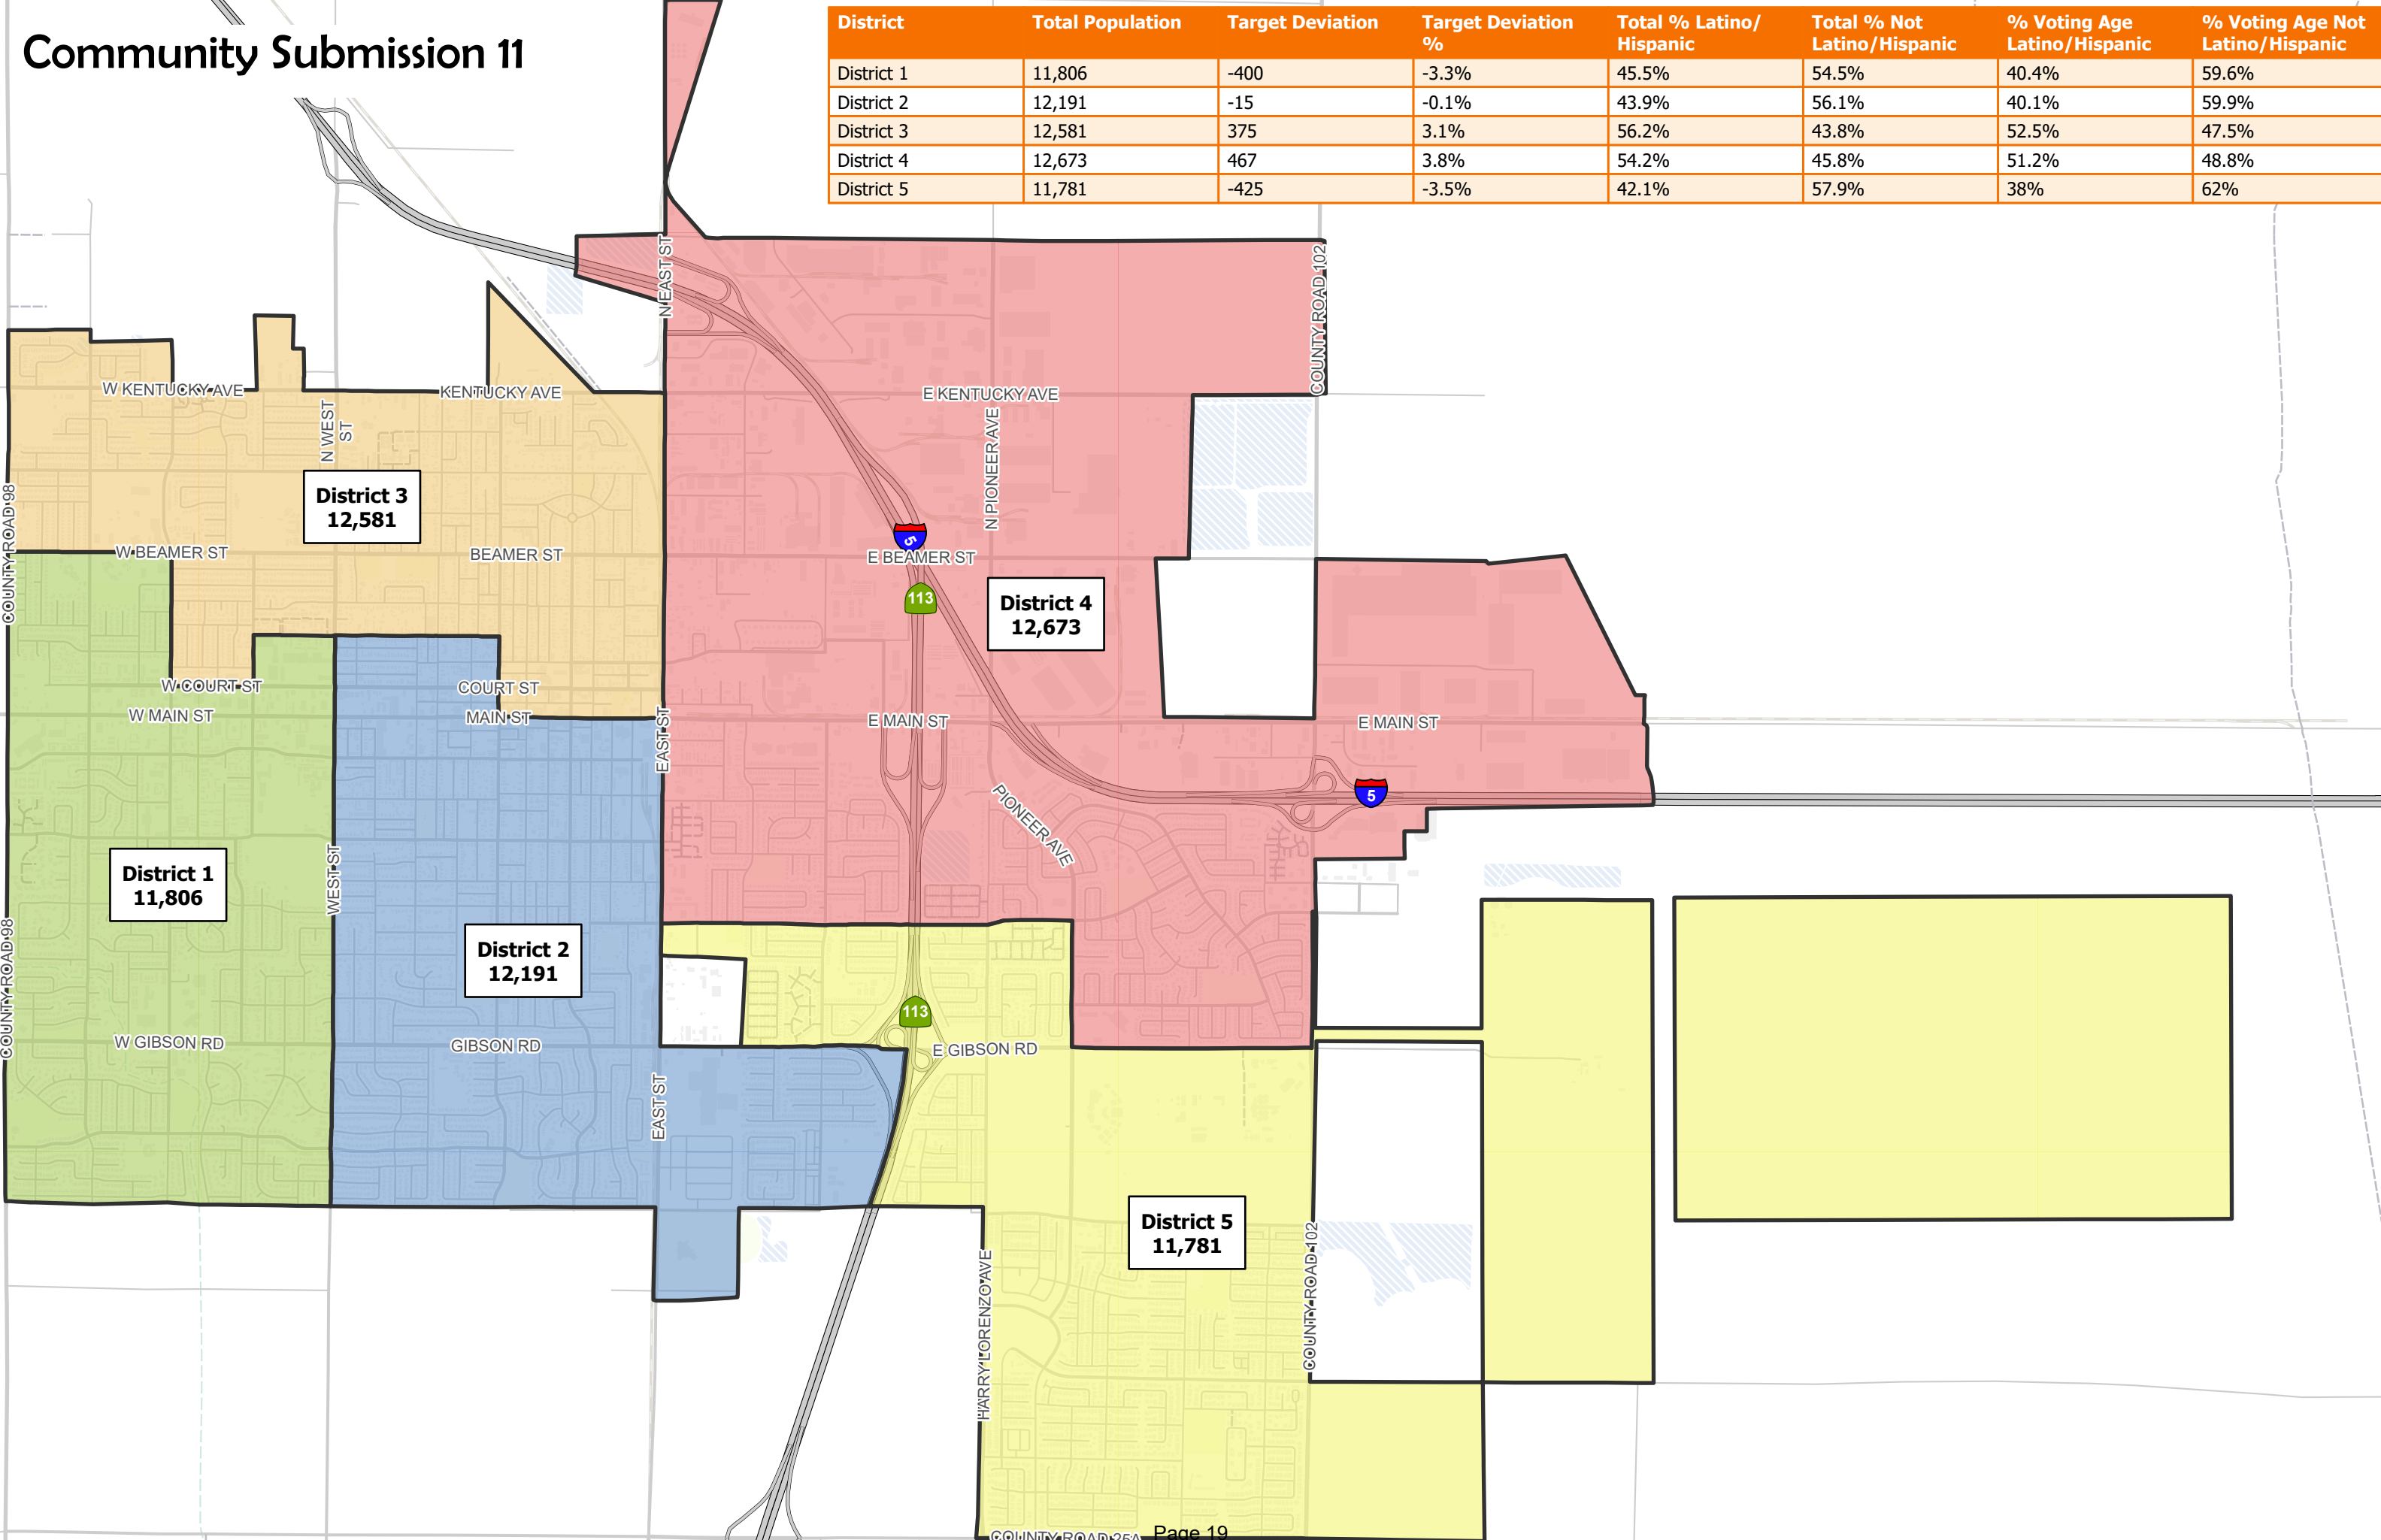 Community Submission 11
District Total Population Target Deviation Target Deviation % Total % Latino/ Hispanic Total % Not Latino/Hispanic % Voting Age Latino/Hispanic % Voting Age Not Latino/Hispanic
District 1 11,806 -400 -3.3% 45.5% 54.5% 40.4% 59.6%
District 2 12,191 -15 -0.1% 43.9% 56.1% 40.1% 59.9%
District 3 12,581 375 3.1% 56.2% 43.8% 52.5% 47.5%
District 4 12,673 467 3.8% 54.2% 45.8% 51.2% 48.8%
District 5 11,781 -425 -3.5% 42.1% 57.9% 38% 62%
N EAST ST
COUNTY ROAD 102
W KENTUCKY AVE
KENTUCKY AVE
E KENTUCKY AVE
N WEST
ST
N PIONEER AVE
District 3
12,581
COUNTY ROAD 98
5
W BEAMER ST
BEAMER ST
E BEAMER ST
113
District 4
12,673
W COURT ST
COURT ST
W MAIN ST
MAIN ST
E MAIN ST
E MAIN ST
EAST ST
5
PIONEER AVE
District 1
11,806
WEST ST
District 2
12,191
COUNTY ROAD 98
113
W GIBSON RD
GIBSON RD
E GIBSON RD
EAST ST
District 5
11,781
HARRY LORENZO AVE
COUNTY ROAD 102
COUNTY ROAD 25A
Page 19